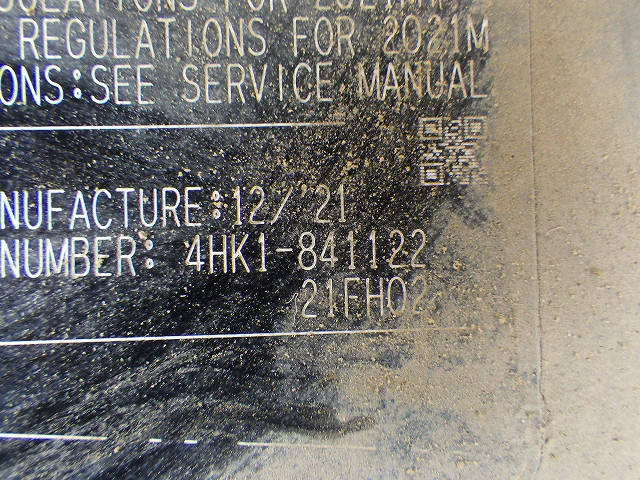 REGULATIONS FOR 2021M
ONS:SEE SERVICE MANUAL
NUFACTURE:12/'21
NUMBER: 4HK1-841122
21FH02